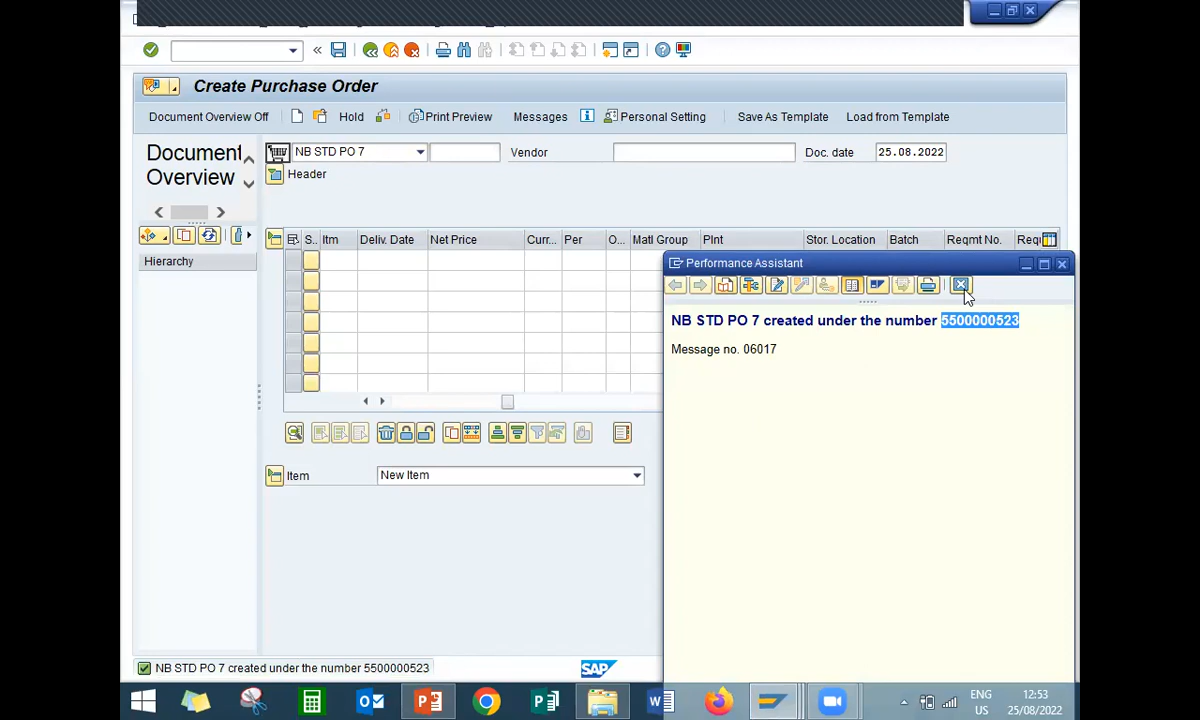 Create Purchase Order
Document Overview Off Hold Print Preview Messages Personal Setting Save As Template Load from Template
Document Overview
NB STD PO 7 Vendor Doc. date 25.08.2022
Header
S.. Itm Deliv. Date Net Price Curr... Per O... Matl Group Plnt Stor. Location Batch Reqmt No. Requ
Hierarchy
Performance Assistant
NB STD PO 7 created under the number 5500000523
Message no. 06017
Item New Item
NB STD PO 7 created under the number 5500000523
SAP
ENG 12:53
US 25/08/2022